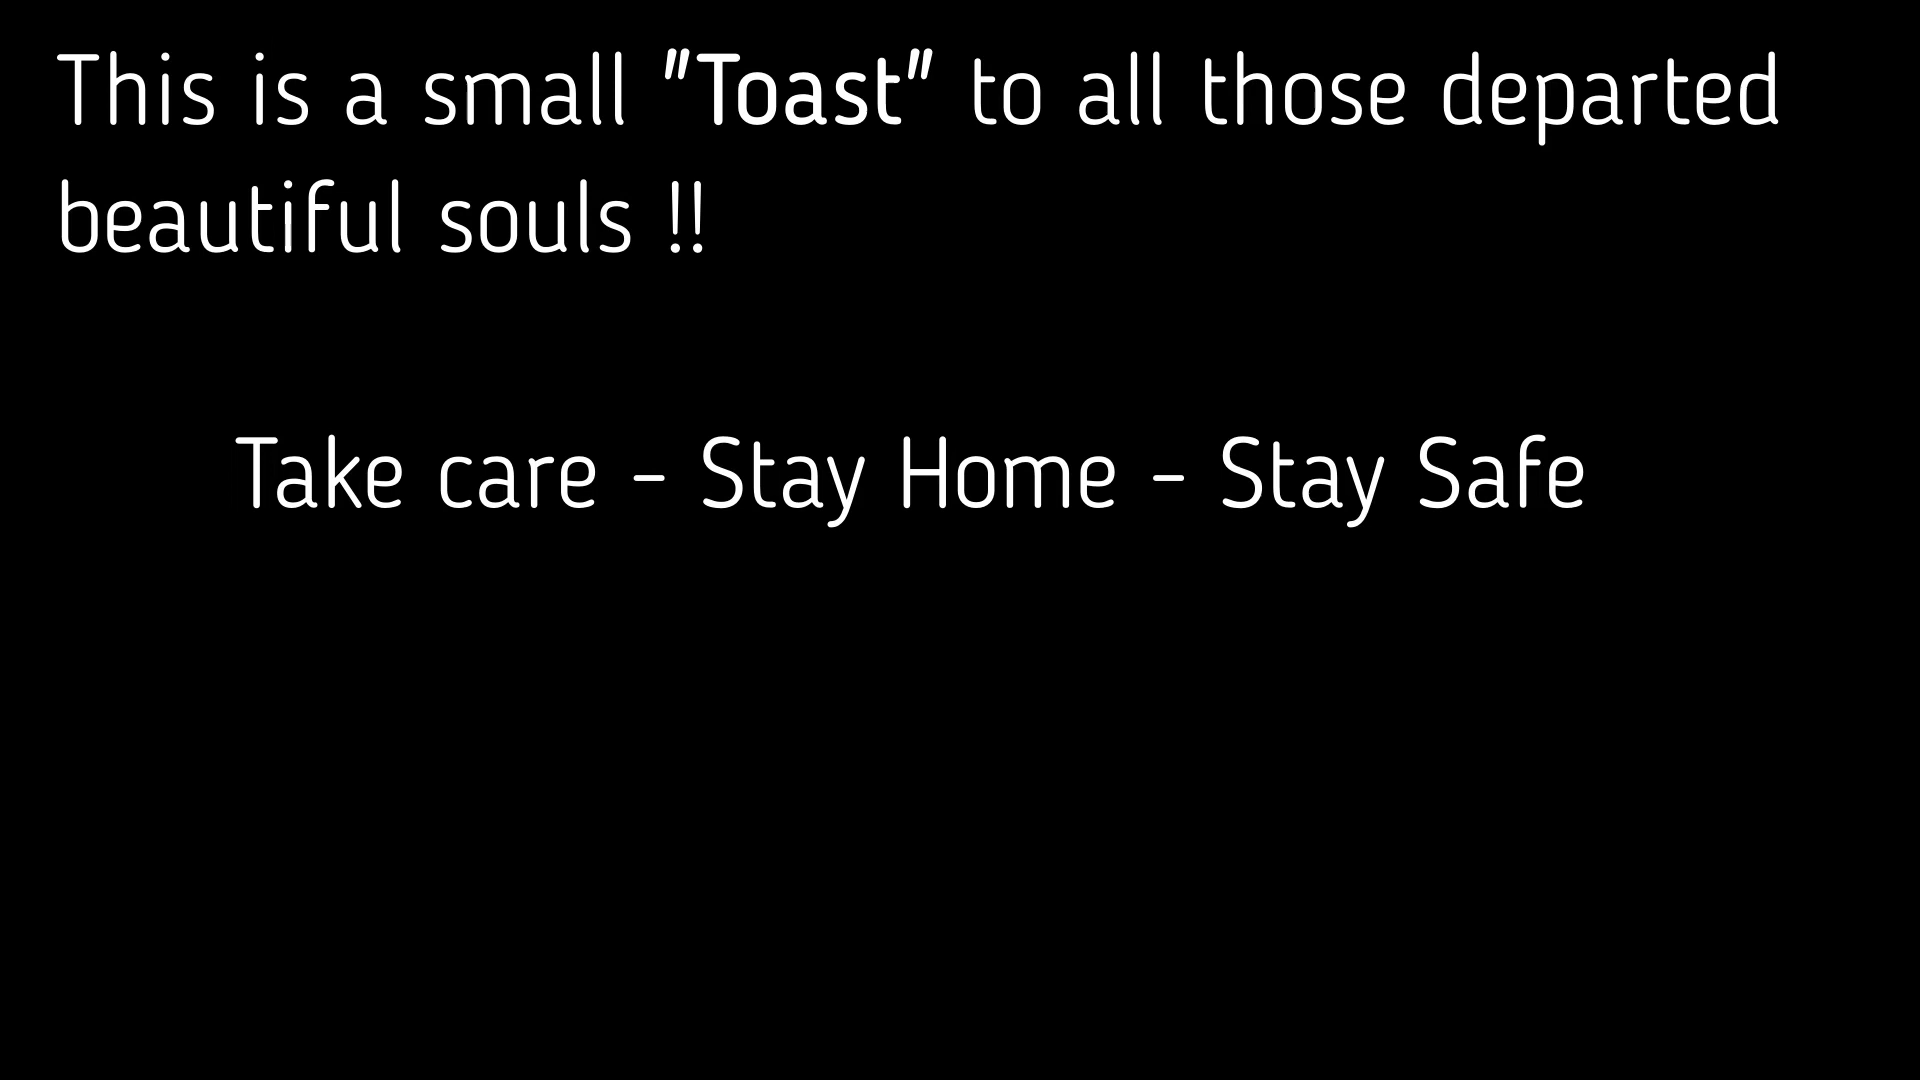 This is a small "Toast" to all those departed
beautiful souls !!
Take care - Stay Home - Stay Safe